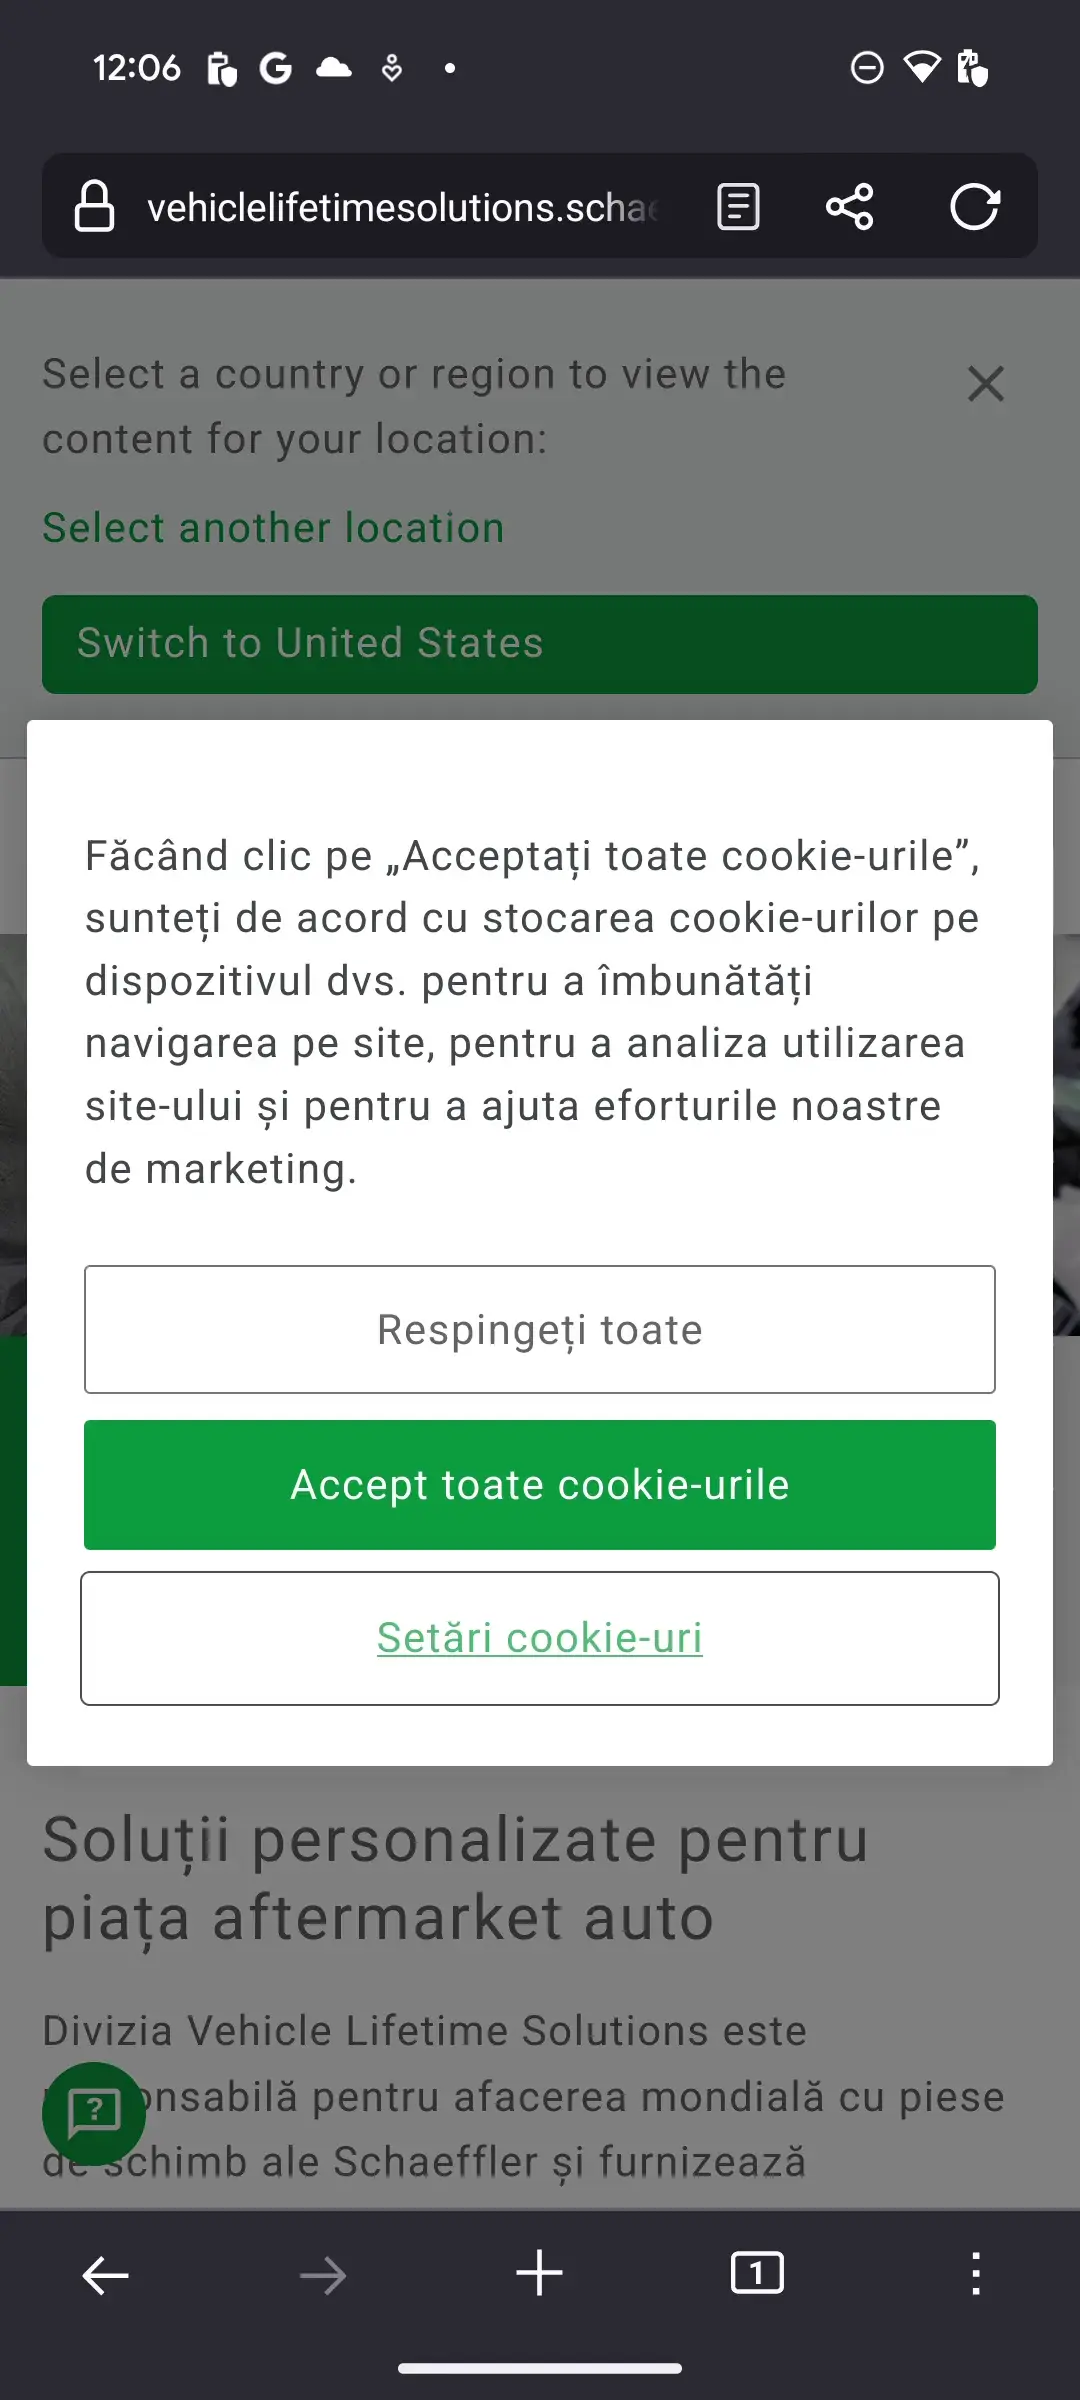 12:06
vehiclelifetimesolutions.schae
Select a country or region to view the
content for your location:
Select another location
Switch to United States
Făcând clic pe „Acceptați toate cookie-urile”,
sunteți de acord cu stocarea cookie-urilor pe
dispozitivul dvs. pentru a îmbunătăți
navigarea pe site, pentru a analiza utilizarea
site-ului și pentru a ajuta eforturile noastre
de marketing.
Respingeți toate
Accept toate cookie-urile
Setări cookie-uri
Soluții personalizate pentru
piața aftermarket auto
Divizia Vehicle Lifetime Solutions este
pentru afacerea mondială cu piese
de schimb ale Schaeffler și furnizează
1